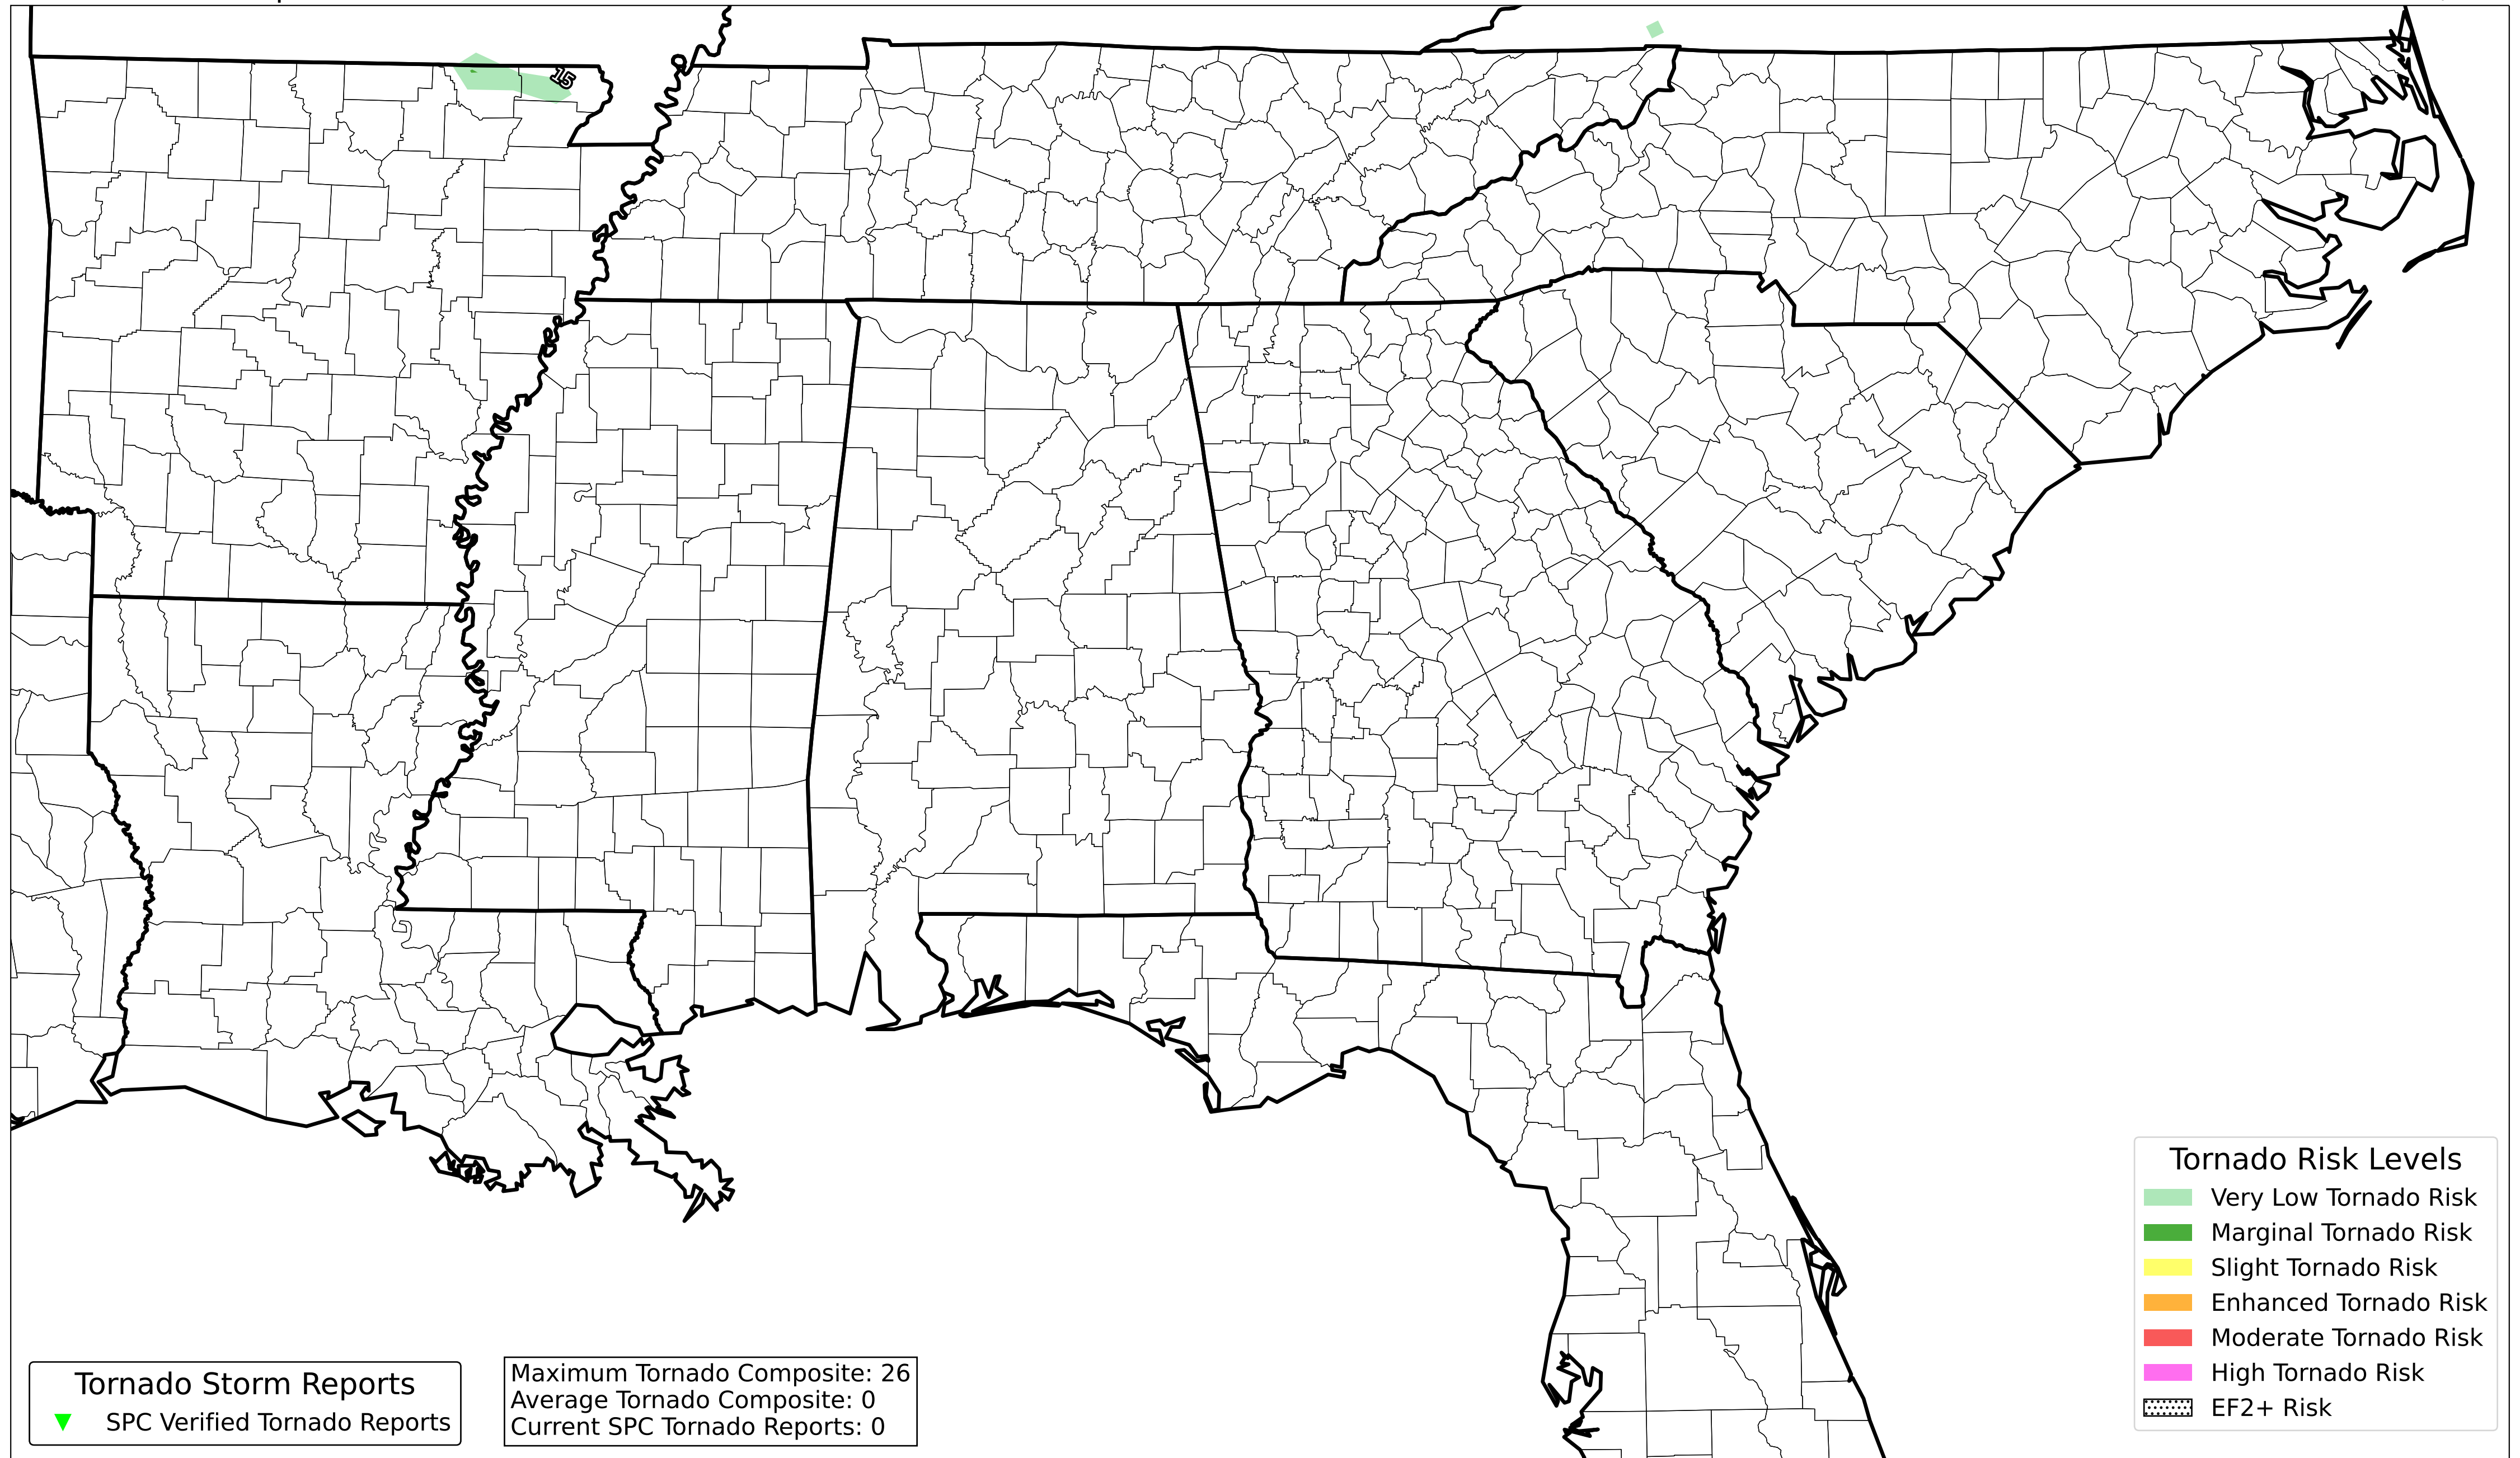 15
Tornado Risk Levels
Very Low Tornado Risk
Marginal Tornado Risk
Slight Tornado Risk
Enhanced Tornado Risk
Moderate Tornado Risk
High Tornado Risk
EF2+ Risk
Tornado Storm Reports
SPC Verified Tornado Reports
Maximum Tornado Composite: 26
Average Tornado Composite: 0
Current SPC Tornado Reports: 0